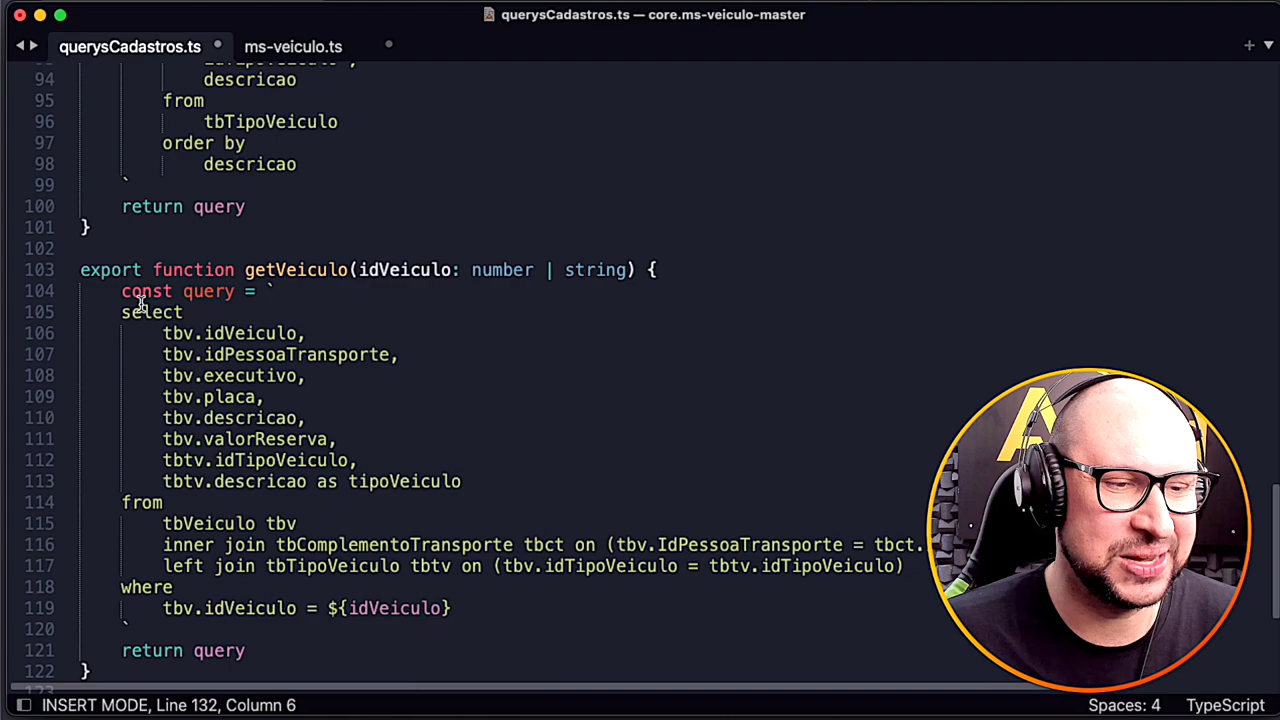 querysCadastros.ts — core.ms-veiculo-master
querysCadastros.ts
ms-veiculo.ts
94 descricao
95 from
96 tbTipoVeiculo
97 order by
98 descricao
99 `
100 return query
101 }
102
103 export function getVeiculo(idVeiculo: number | string) {
104 const query = `
105 select
106 tbv.idVeiculo,
107 tbv.idPessoaTransporte,
108 tbv.executivo,
109 tbv.placa,
110 tbv.descricao,
111 tbv.valorReserva,
112 tbtv.idTipoVeiculo,
113 tbtv.descricao as tipoVeiculo
114 from
115 tbVeiculo tbv
116 inner join tbComplementoTransporte tbct on (tbv.IdPessoaTransporte = tbct.
117 left join tbTipoVeiculo tbtv on (tbv.idTipoVeiculo = tbtv.idTipoVeiculo)
118 where
119 tbv.idVeiculo = ${idVeiculo}
120 `
121 return query
122 }
INSERT MODE, Line 132, Column 6
Spaces: 4
TypeScript